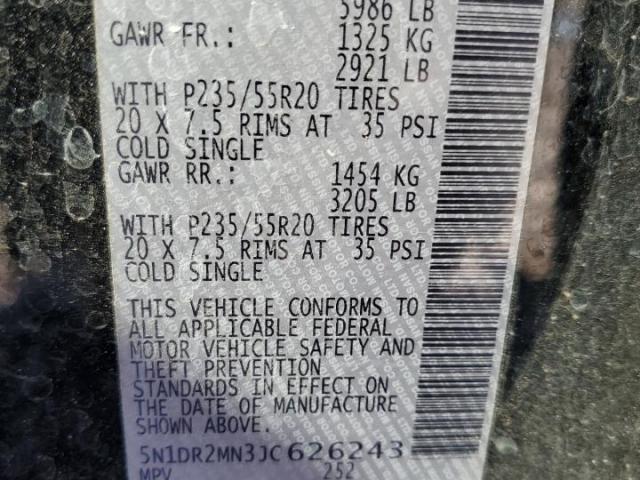 5986 LB
GAWR FR.: 1325 KG
2921 LB
WITH P235/55R20 TIRES
20 X 7.5 RIMS AT 35 PSI
COLD SINGLE
GAWR RR.: 1454 KG
3205 LB
WITH P235/55R20 TIRES
20 X 7.5 RIMS AT 35 PSI
COLD SINGLE
THIS VEHICLE CONFORMS TO
ALL APPLICABLE FEDERAL
MOTOR VEHICLE SAFETY AND
THEFT PREVENTION
STANDARDS IN EFFECT ON
THE DATE OF MANUFACTURE
SHOWN ABOVE.
5N1DR2MN3JC626243
MPV 252